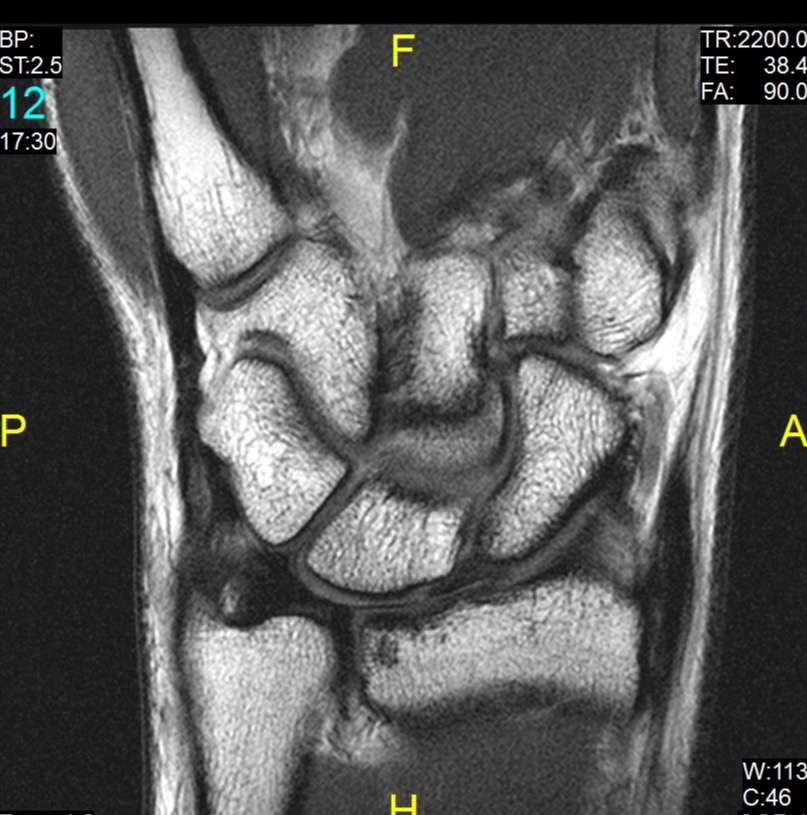 BP:
ST:2.5
12
17:30
F
TR:2200.0
TE: 38.4
FA: 90.0
P
A
H
W:113
C:46